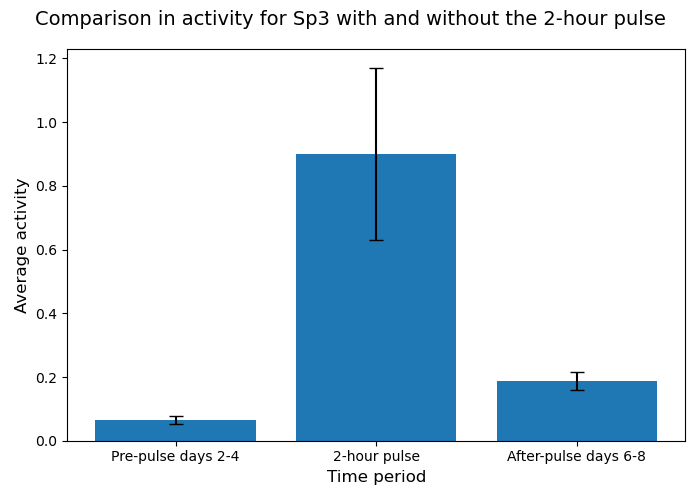 Comparison in activity for Sp3 with and without the 2-hour pulse
1.2
1.0
0.8
0.6
0.4
0.2
0.0
Average activity
Pre-pulse days 2-4
2-hour pulse
After-pulse days 6-8
Time period